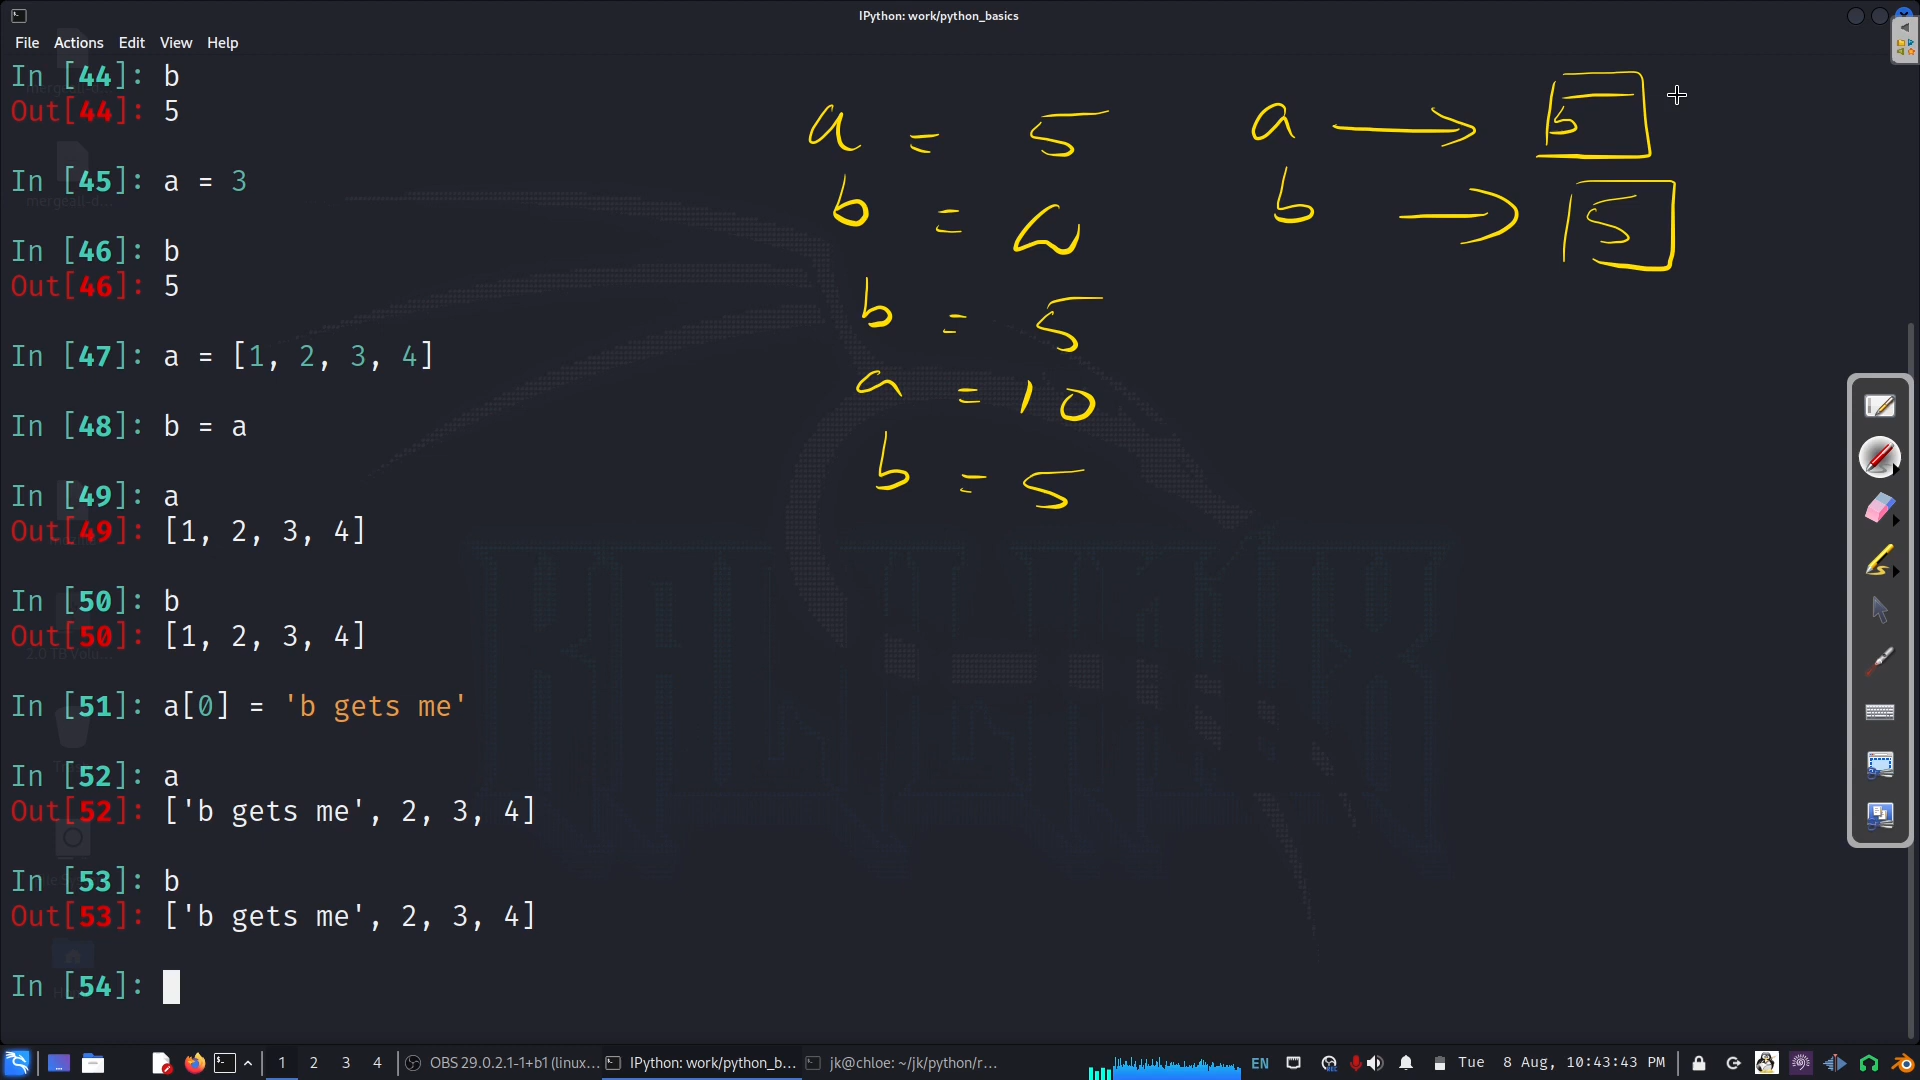 IPython: work/python_basics
File Actions Edit View Help
In [44]: b
Out[44]: 5
In [45]: a = 3
In [46]: b
Out[46]: 5
In [47]: a = [1, 2, 3, 4]
In [48]: b = a
In [49]: a
Out[49]: [1, 2, 3, 4]
In [50]: b
Out[50]: [1, 2, 3, 4]
In [51]: a[0] = 'b gets me'
In [52]: a
Out[52]: ['b gets me', 2, 3, 4]
In [53]: b
Out[53]: ['b gets me', 2, 3, 4]
In [54]:
a = 5
b = a
b = 5
a = 10
b = 5
a → 5
b → 5
1 2 3 4 OBS 29.0.2.1-1+b1 (linux... IPython: work/python_b... jk@chloe: ~/jk/python/r... EN Tue 8 Aug, 10:43:43 PM